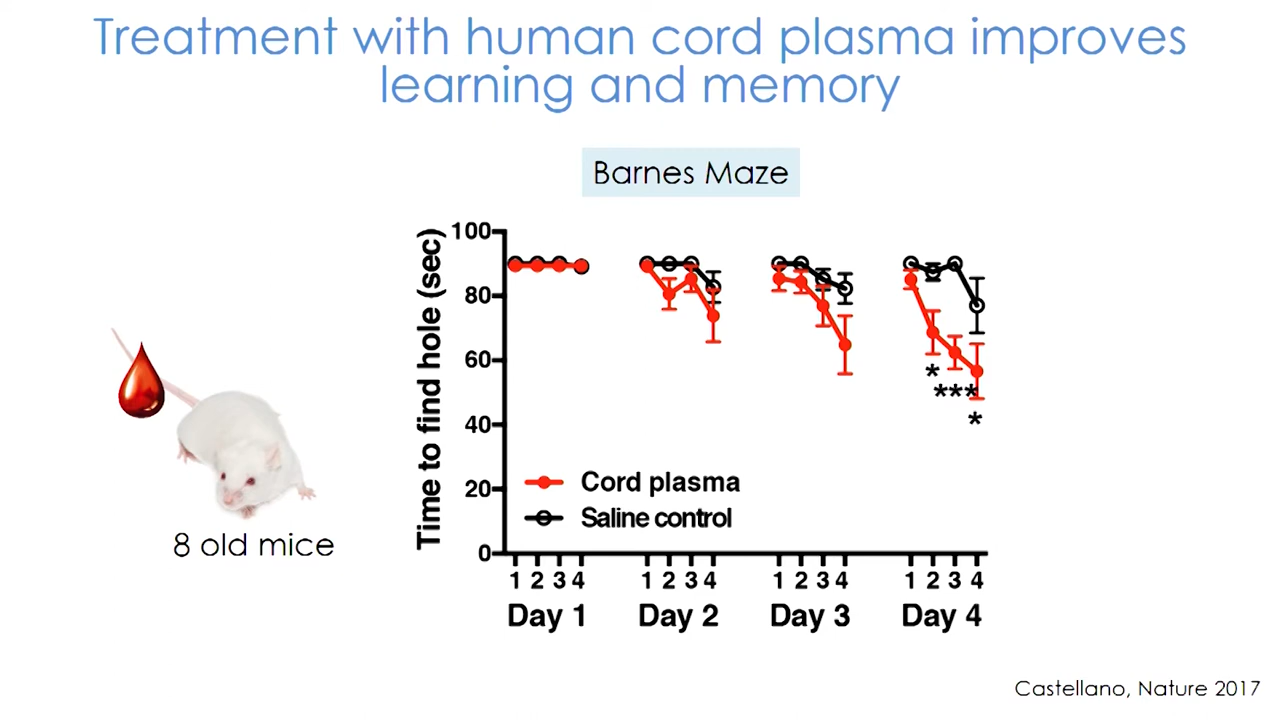 Treatment with human cord plasma improves
learning and memory
Barnes Maze
Time to find hole (sec)
100
80
60
40
20
0
*
***
*
Cord plasma
Saline control
1 2 3 4 1 2 3 4 1 2 3 4 1 2 3 4
Day 1 Day 2 Day 3 Day 4
8 old mice
Castellano, Nature 2017